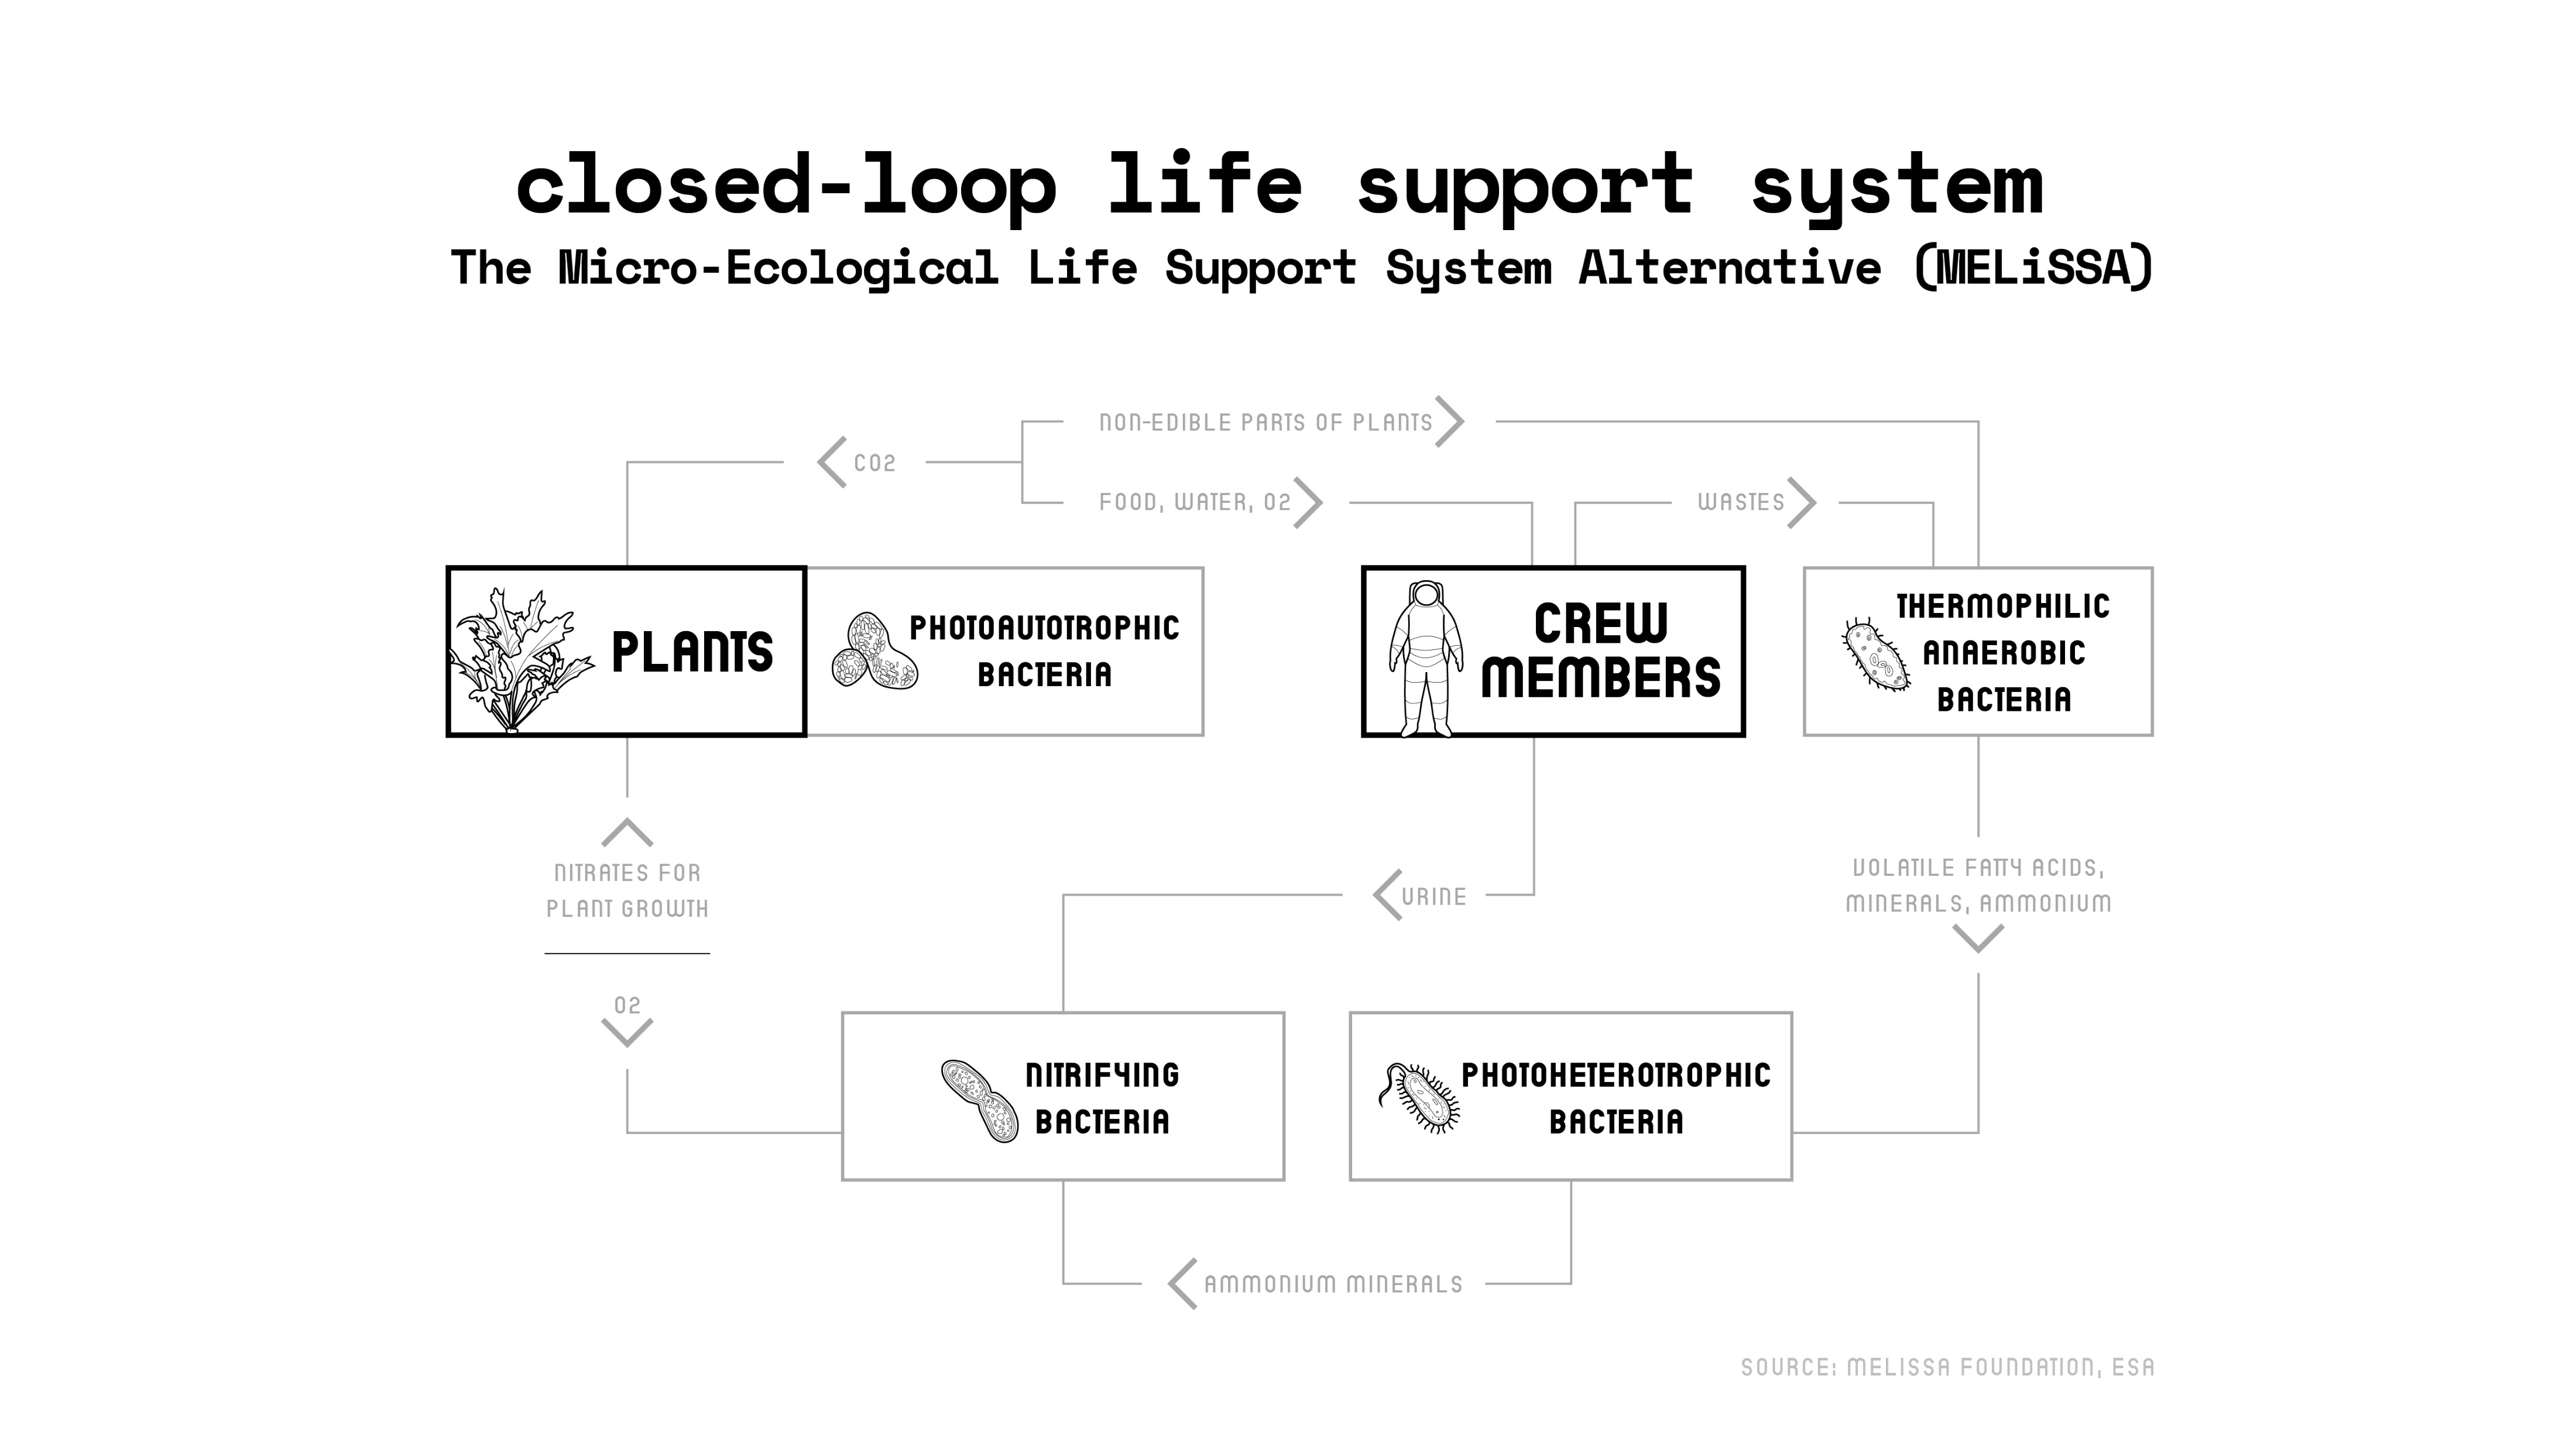 closed-loop life support system
The Micro-Ecological Life Support System Alternative (MELiSSA)
NON-EDIBLE PARTS OF PLANTS
CO2
FOOD, WATER, O2
WASTES
PLANTS
PHOTOAUTOTROPHIC
BACTERIA
CREW
MEMBERS
THERMOPHILIC
ANAEROBIC
BACTERIA
NITRATES FOR
PLANT GROWTH
O2
URINE
VOLATILE FATTY ACIDS,
MINERALS, AMMONIUM
NITRIFYING
BACTERIA
PHOTOHETEROTROPHIC
BACTERIA
AMMONIUM MINERALS
SOURCE: MELISSA FOUNDATION, ESA